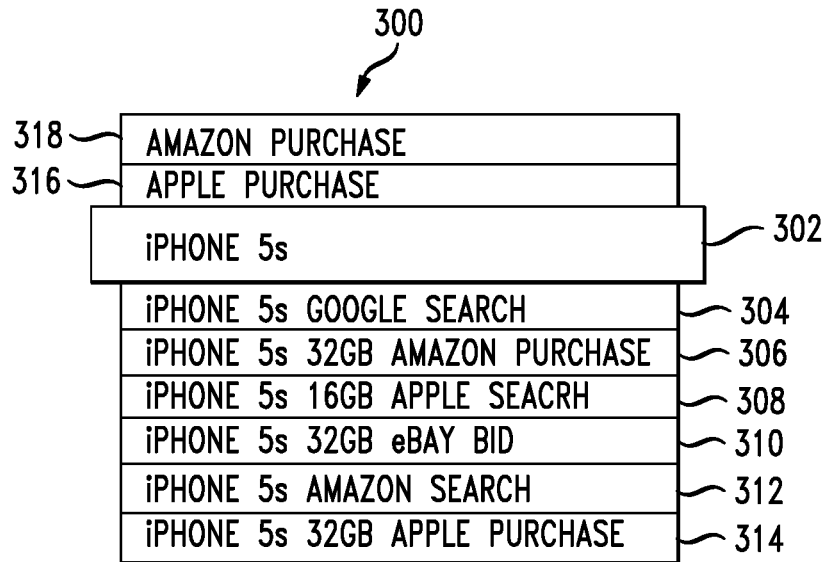 300
318 AMAZON PURCHASE
316 APPLE PURCHASE
iPHONE 5s 302
iPHONE 5s GOOGLE SEARCH 304
iPHONE 5s 32GB AMAZON PURCHASE 306
iPHONE 5s 16GB APPLE SEACRH 308
iPHONE 5s 32GB eBAY BID 310
iPHONE 5s AMAZON SEARCH 312
iPHONE 5s 32GB APPLE PURCHASE 314